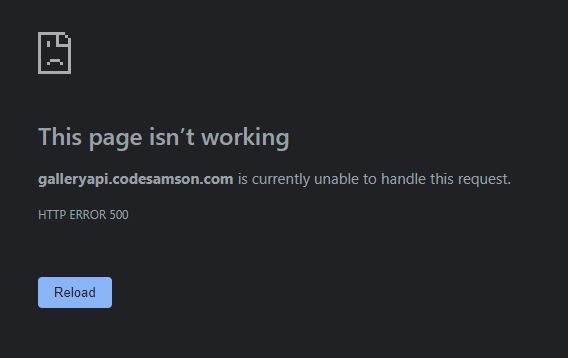 This page isn’t working
galleryapi.codesamson.com is currently unable to handle this request.
HTTP ERROR 500
Reload